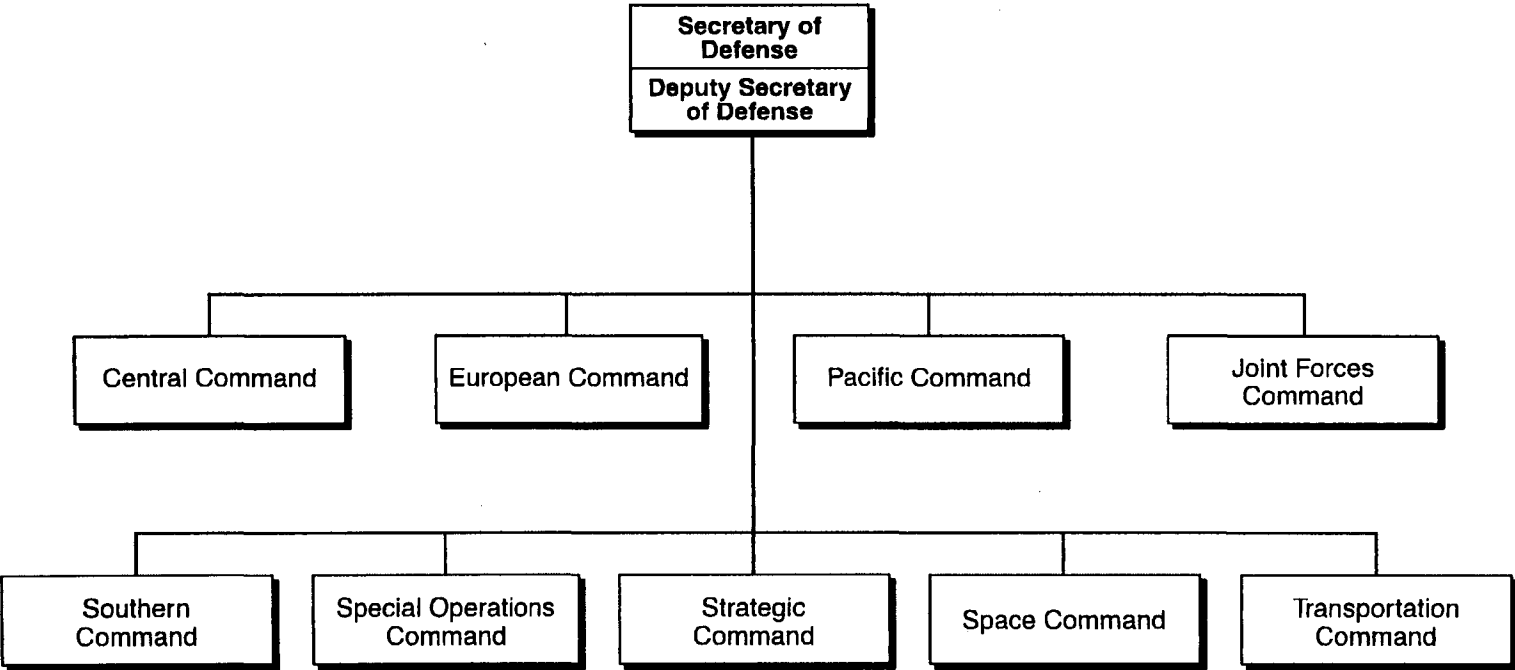 Secretary of
Defense
Deputy Secretary
of Defense
Central Command
European Command
Pacific Command
Joint Forces
Command
Southern
Command
Special Operations
Command
Strategic
Command
Space Command
Transportation
Command